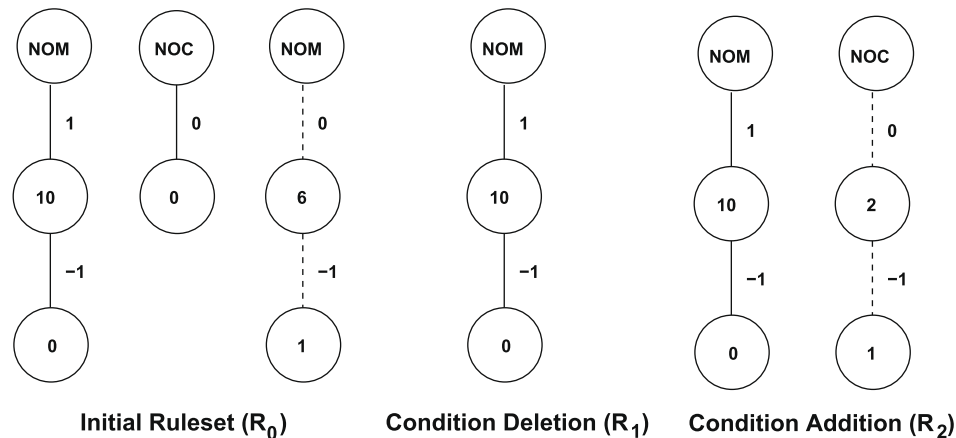 NOM NOC NOM NOM NOM NOC
1 0 0 1 1 0
10 0 6 10 10 2
−1 −1 −1 −1 −1
0 1 0 0 1
Initial Ruleset (R0) Condition Deletion (R1) Condition Addition (R2)